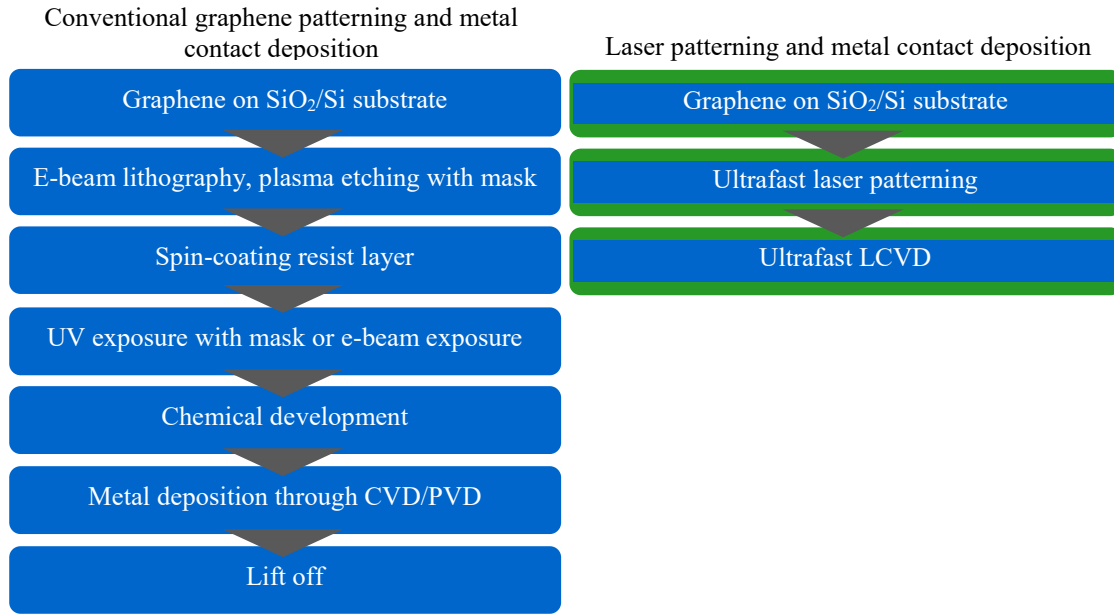 Conventional graphene patterning and metal
contact deposition
Graphene on SiO₂/Si substrate
E-beam lithography, plasma etching with mask
Spin-coating resist layer
UV exposure with mask or e-beam exposure
Chemical development
Metal deposition through CVD/PVD
Lift off
Laser patterning and metal contact deposition
Graphene on SiO₂/Si substrate
Ultrafast laser patterning
Ultrafast LCVD